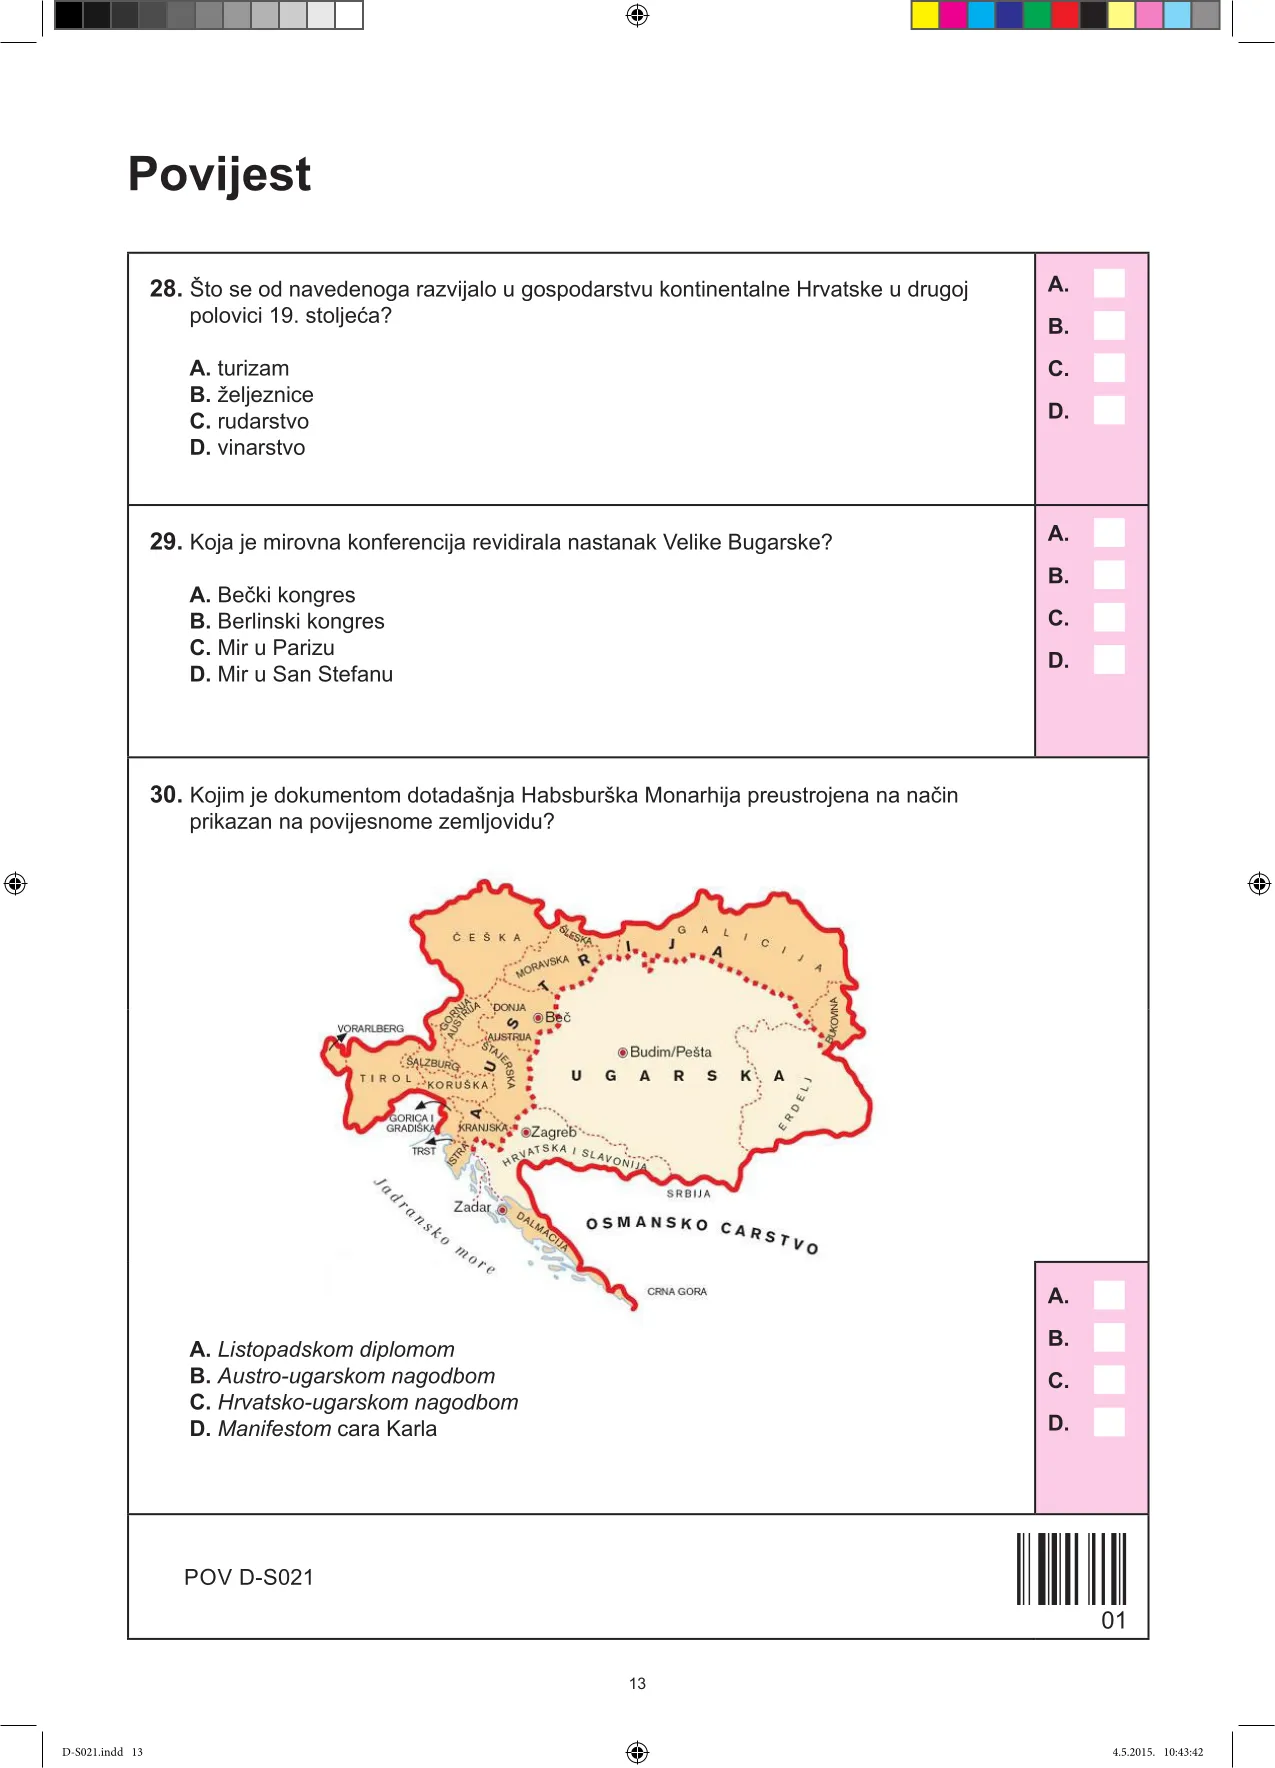 Povijest
28. Što se od navedenoga razvijalo u gospodarstvu kontinentalne Hrvatske u drugoj
polovici 19. stoljeća?
A. turizam
B. željeznice
C. rudarstvo
D. vinarstvo
A.
B.
C.
D.
29. Koja je mirovna konferencija revidirala nastanak Velike Bugarske?
A. Bečki kongres
B. Berlinski kongres
C. Mir u Parizu
D. Mir u San Stefanu
A.
B.
C.
D.
30. Kojim je dokumentom dotadašnja Habsburška Monarhija preustrojena na način
prikazan na povijesnome zemljovidu?
ČEŠKA
ŠLESKA
MORAVSKA
GALICIJA
BUKOVINA
AUSTRIJA
GORNJA
AUSTRIJA
DONJA
AUSTRIJA
Beč
VORARLBERG
SALZBURG
ŠTAJERSKA
TIROL
KORUŠKA
Budim/Pešta
UGARSKA
ERDELJ
GORICA I
GRADIŠKA
KRANJSKA
TRST
ISTRA
Zagreb
HRVATSKA I SLAVONIJA
SRBIJA
Zadar
DALMACIJA
OSMANSKO CARSTVO
Jadransko more
CRNA GORA
A. Listopadskom diplomom
B. Austro-ugarskom nagodbom
C. Hrvatsko-ugarskom nagodbom
D. Manifestom cara Karla
A.
B.
C.
D.
POV D-S021
01
13
D-S021.indd 13
4.5.2015. 10:43:42